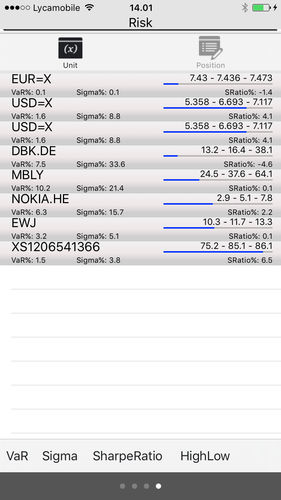 Lycamobile 14.01
Risk
(x)
Unit Position
EUR=X 7.43 - 7.436 - 7.473
VaR%: 0.1 Sigma%: 0.1 SRatio%: -1.4
USD=X 5.358 - 6.693 - 7.117
VaR%: 1.6 Sigma%: 8.8 SRatio%: 4.1
USD=X 5.358 - 6.693 - 7.117
VaR%: 1.6 Sigma%: 8.8 SRatio%: 4.1
DBK.DE 13.2 - 16.4 - 38.1
VaR%: 7.5 Sigma%: 33.6 SRatio%: -4.6
MBLY 24.5 - 37.6 - 64.1
VaR%: 10.2 Sigma%: 21.4 SRatio%: 0.1
NOKIA.HE 2.9 - 5.1 - 7.8
VaR%: 6.3 Sigma%: 15.7 SRatio%: 2.2
EWJ 10.3 - 11.7 - 13.3
VaR%: 3.2 Sigma%: 5.1 SRatio%: 0.1
XS1206541366 75.2 - 85.1 - 86.1
VaR%: 1.5 Sigma%: 3.8 SRatio%: 6.5
VaR Sigma SharpeRatio HighLow